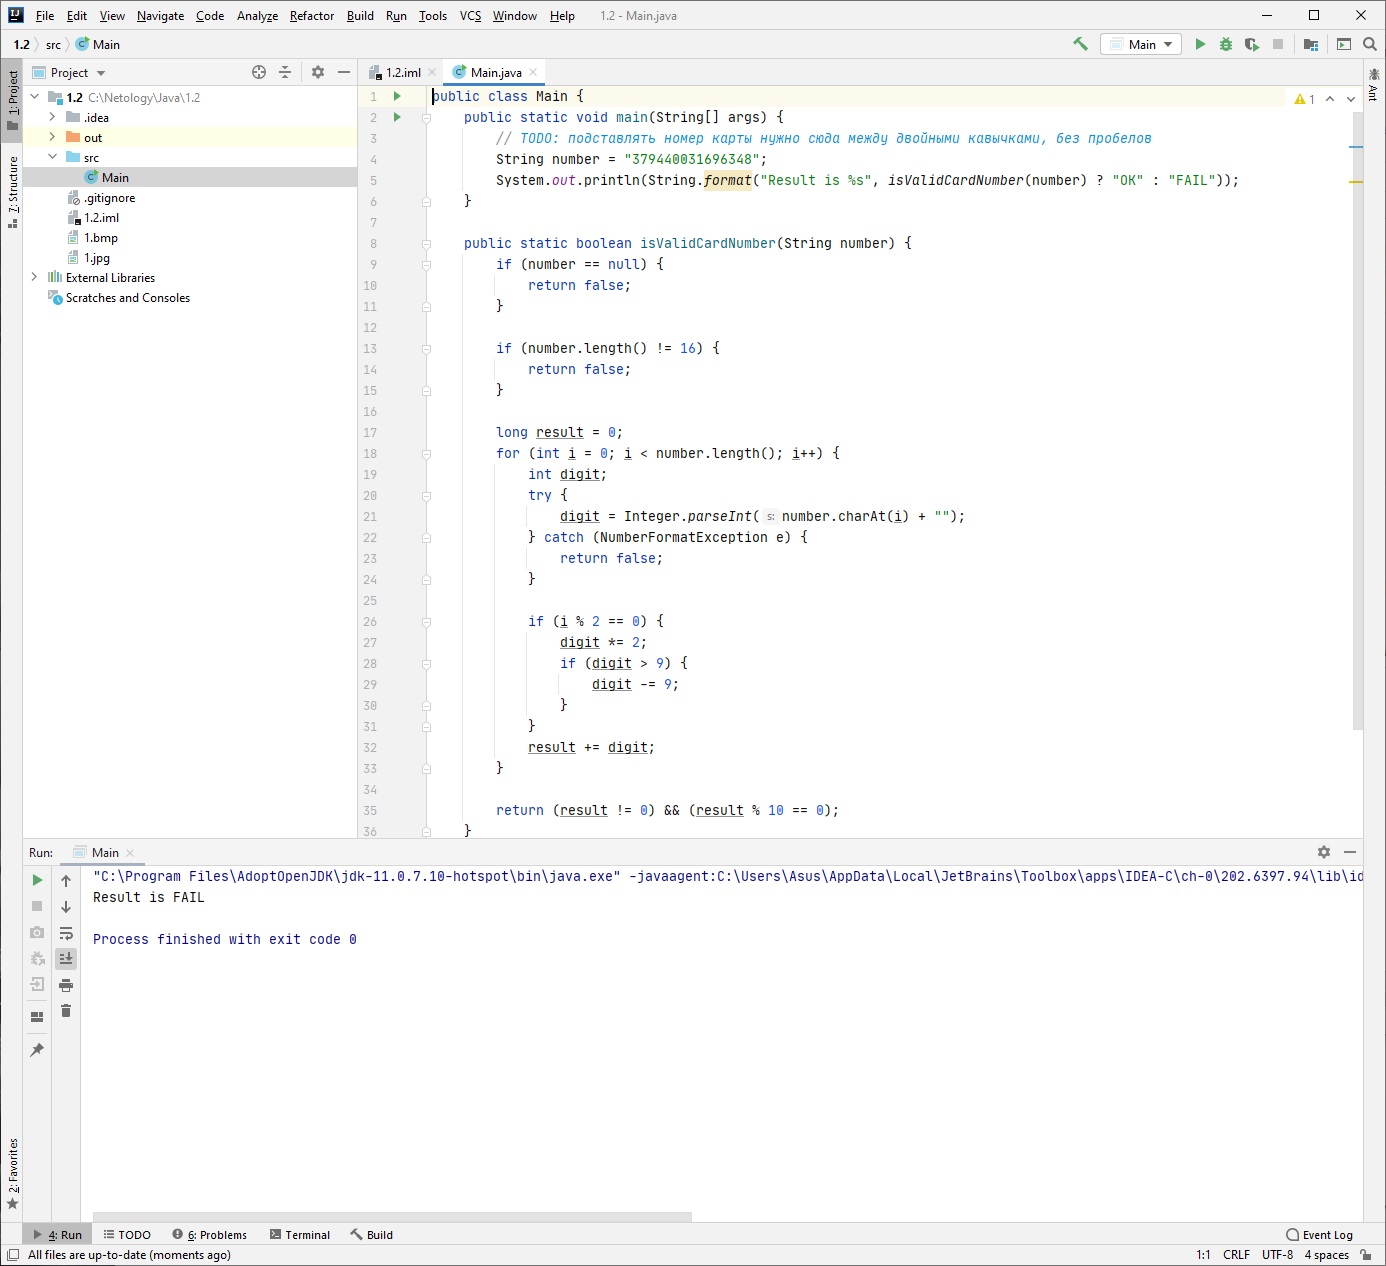 File Edit View Navigate Code Analyze Refactor Build Run Tools VCS Window Help 1.2 - Main.java
1.2 src Main
Main
1: Project
7: Structure
2: Favorites
Ant
Project
1.2 C:\Netology\Java\1.2
.idea
out
src
Main
.gitignore
1.2.iml
1.bmp
1.jpg
External Libraries
Scratches and Consoles
1.2.iml Main.java
1
1 public class Main {
2 public static void main(String[] args) {
3 // TODO: подставлять номер карты нужно сюда между двойными кавычками, без пробелов
4 String number = "379440031696348";
5 System.out.println(String.format("Result is %s", isValidCardNumber(number) ? "OK" : "FAIL"));
6 }
7
8 public static boolean isValidCardNumber(String number) {
9 if (number == null) {
10 return false;
11 }
12
13 if (number.length() != 16) {
14 return false;
15 }
16
17 long result = 0;
18 for (int i = 0; i < number.length(); i++) {
19 int digit;
20 try {
21 digit = Integer.parseInt( s: number.charAt(i) + "");
22 } catch (NumberFormatException e) {
23 return false;
24 }
25
26 if (i % 2 == 0) {
27 digit *= 2;
28 if (digit > 9) {
29 digit -= 9;
30 }
31 }
32 result += digit;
33 }
34
35 return (result != 0) && (result % 10 == 0);
36 }
Run: Main
"C:\Program Files\AdoptOpenJDK\jdk-11.0.7.10-hotspot\bin\java.exe" -javaagent:C:\Users\Asus\AppData\Local\JetBrains\Toolbox\apps\IDEA-C\ch-0\202.6397.94\lib\id
Result is FAIL
Process finished with exit code 0
4: Run TODO 6: Problems Terminal Build Event Log
All files are up-to-date (moments ago) 1:1 CRLF UTF-8 4 spaces